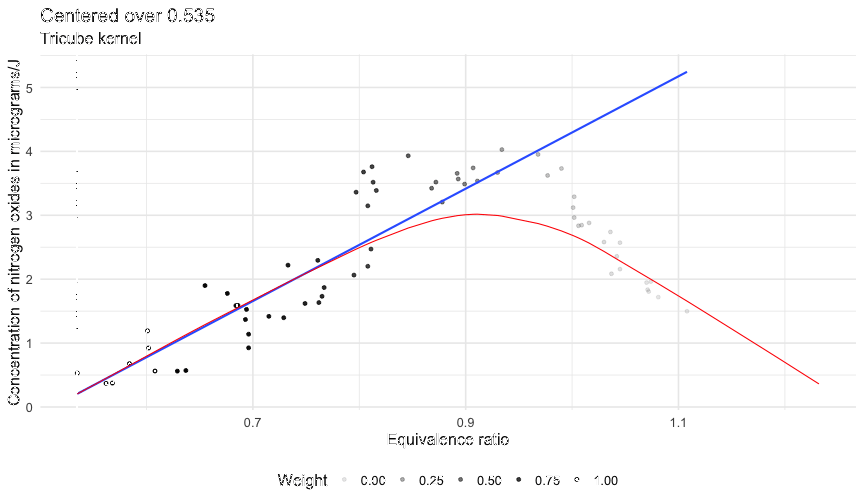 Centered over 0.535
Tricube kernel
Concentration of nitrogen oxides in micrograms/J
5
4
3
2
1
0
0.7 0.9 1.1
Equivalence ratio
Weight 0.00 0.25 0.50 0.75 1.00